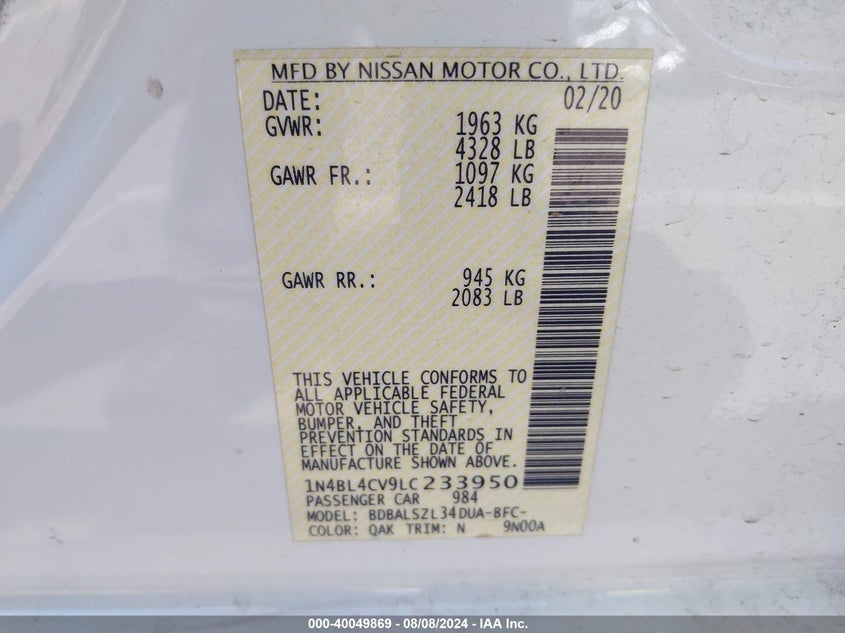 MFD BY NISSAN MOTOR CO., LTD.
DATE: 02/20
GVWR: 1963 KG
4328 LB
GAWR FR.: 1097 KG
2418 LB
GAWR RR.: 945 KG
2083 LB
THIS VEHICLE CONFORMS TO
ALL APPLICABLE FEDERAL
MOTOR VEHICLE SAFETY,
BUMPER, AND THEFT
PREVENTION STANDARDS IN
EFFECT ON THE DATE OF
MANUFACTURE SHOWN ABOVE.
1N4BL4CV9LC233950
PASSENGER CAR 984
MODEL: BDBALSZL34DUA-BFC-
COLOR: QAK TRIM: N 9N00A
000-40049869 - 08/08/2024 - IAA Inc.